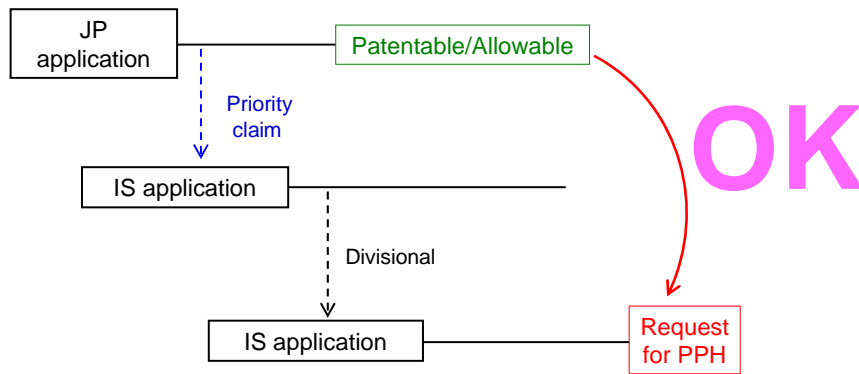 JP
application
Patentable/Allowable
OK
Priority
claim
IS application
Divisional
IS application
Request
for PPH